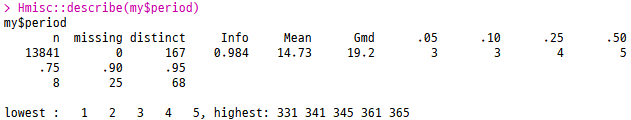 > Hmisc::describe(my$period)
my$period
       n  missing distinct     Info     Mean      Gmd      .05      .10      .25      .50
   13841        0      167    0.984    14.73     19.2        3        3        4        5
     .75      .90      .95
       8       25       68

lowest :   1   2   3   4   5, highest: 331 341 345 361 365